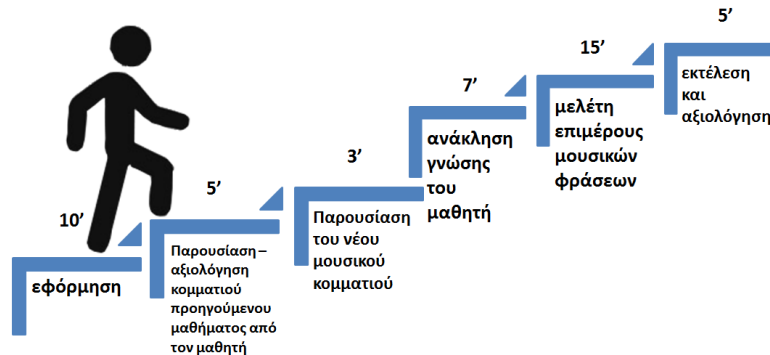 10’
εφόρμηση
5’
Παρουσίαση –
αξιολόγηση
κομματιού
προηγούμενου
μαθήματος από
τον μαθητή
3’
Παρουσίαση
του νέου
μουσικού
κομματιού
7’
ανάκληση
γνώσης
του
μαθητή
15’
μελέτη
επιμέρους
μουσικών
φράσεων
5’
εκτέλεση
και
αξιολόγηση